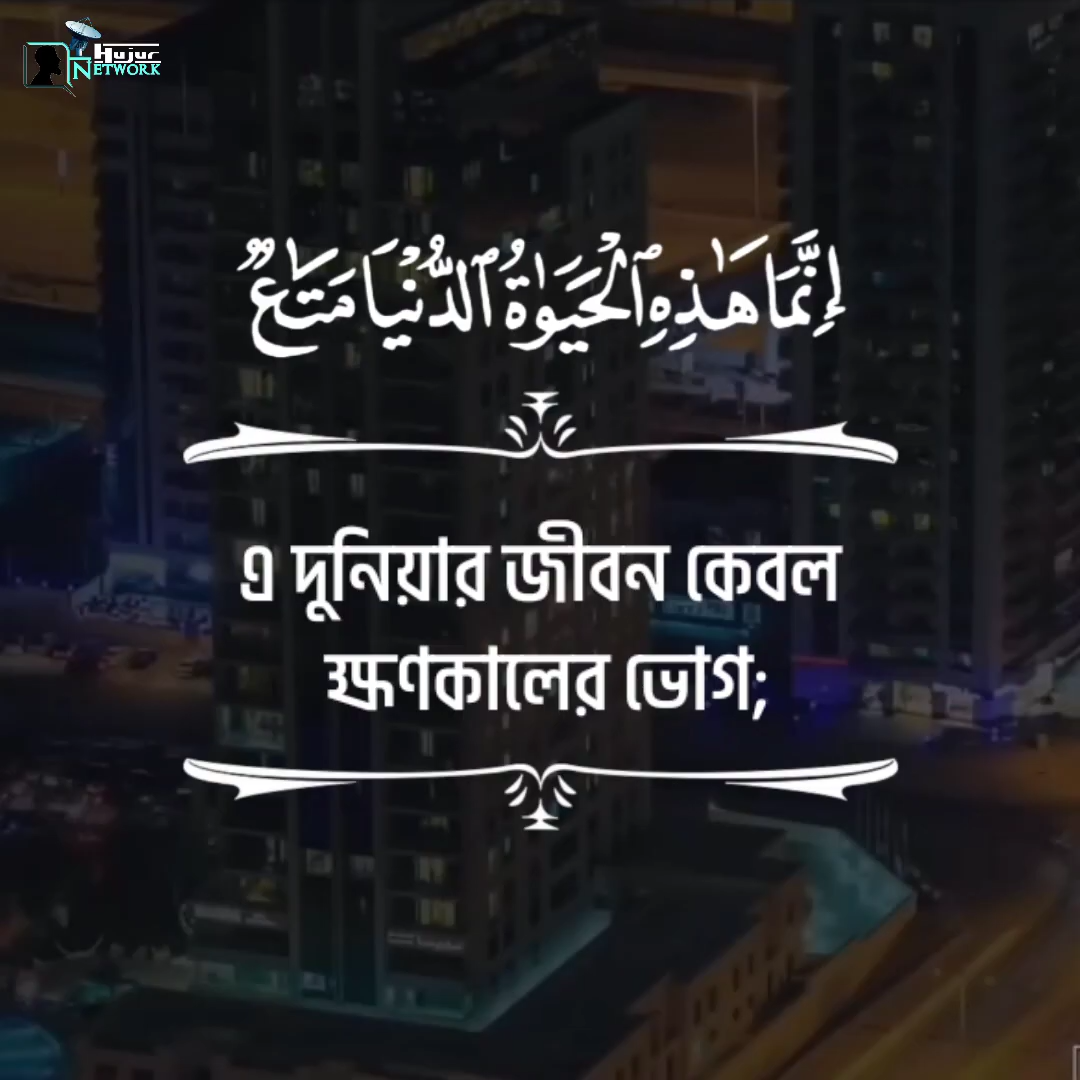 Hujur
NETWORK
إِنَّمَا هَـٰذِهِ ٱلْحَيَوٰةُ ٱلدُّنْيَا مَتَـٰعٌ
এ দুনিয়ার জীবন কেবল
ক্ষণকালের ভোগ;